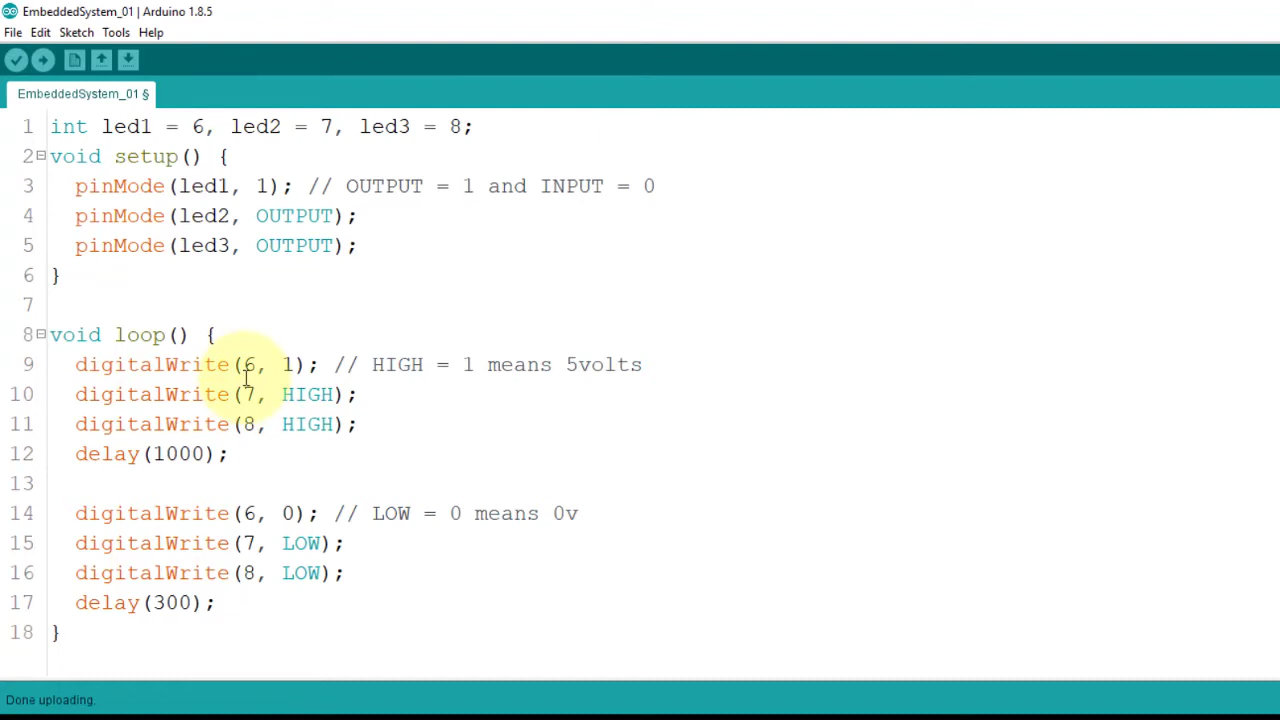 EmbeddedSystem_01 | Arduino 1.8.5
File Edit Sketch Tools Help
EmbeddedSystem_01 §
1 int led1 = 6, led2 = 7, led3 = 8;
2 void setup() {
3 pinMode(led1, 1); // OUTPUT = 1 and INPUT = 0
4 pinMode(led2, OUTPUT);
5 pinMode(led3, OUTPUT);
6 }
7
8 void loop() {
9 digitalWrite(6, 1); // HIGH = 1 means 5volts
10 digitalWrite(7, HIGH);
11 digitalWrite(8, HIGH);
12 delay(1000);
13
14 digitalWrite(6, 0); // LOW = 0 means 0v
15 digitalWrite(7, LOW);
16 digitalWrite(8, LOW);
17 delay(300);
18 }
Done uploading.